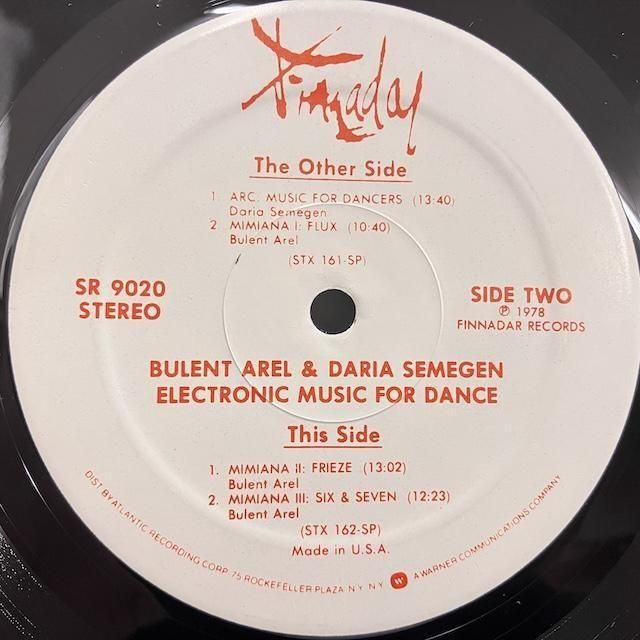 Finnadar
The Other Side
1. ARC. MUSIC FOR DANCERS (13:40)
Daria Semegen
2. MIMIANA I: FLUX (10:40)
Bulent Arel
(STX 161-SP)
SR 9020
STEREO
SIDE TWO
℗ 1978
FINNADAR RECORDS
BULENT AREL & DARIA SEMEGEN
ELECTRONIC MUSIC FOR DANCE
This Side
1. MIMIANA II: FRIEZE (13:02)
Bulent Arel
2. MIMIANA III: SIX & SEVEN (12:23)
Bulent Arel
(STX 162-SP)
Made in U.S.A.
DIST BY ATLANTIC RECORDING CORP. 75 ROCKEFELLER PLAZA N.Y. N.Y. W A WARNER COMMUNICATIONS COMPANY